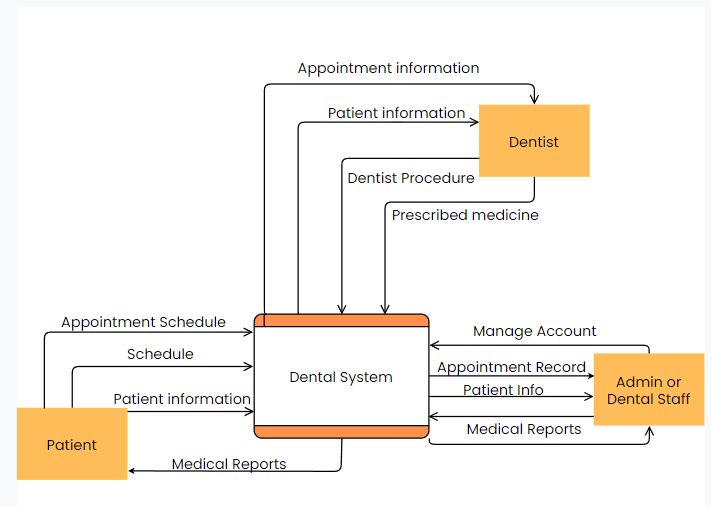 Appointment information
Patient information
Dentist
Dentist Procedure
Prescribed medicine
Appointment Schedule
Manage Account
Schedule
Appointment Record
Dental System
Admin or
Dental Staff
Patient Info
Patient information
Medical Reports
Patient
Medical Reports